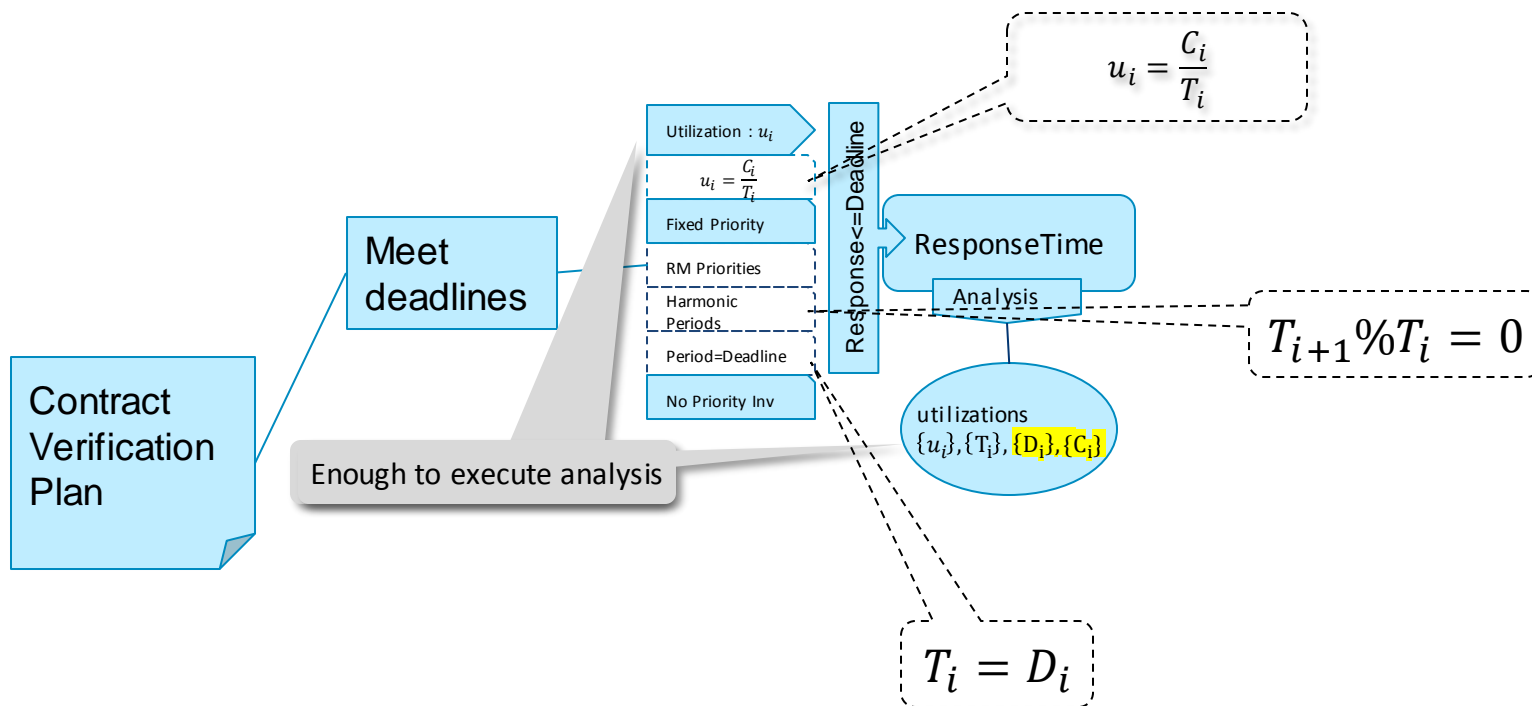 Contract
Verification
Plan
Meet
deadlines
Enough to execute analysis
Utilization : u_i
u_i = C_i/T_i
Fixed Priority
RM Priorities
Harmonic
Periods
Period=Deadline
No Priority Inv
Response<=Deadline
ResponseTime
Analysis
utilizations
{u_i},{T_i}, {D_i},{C_i}
u_i = C_i/T_i
T_{i+1}%T_i = 0
T_i = D_i